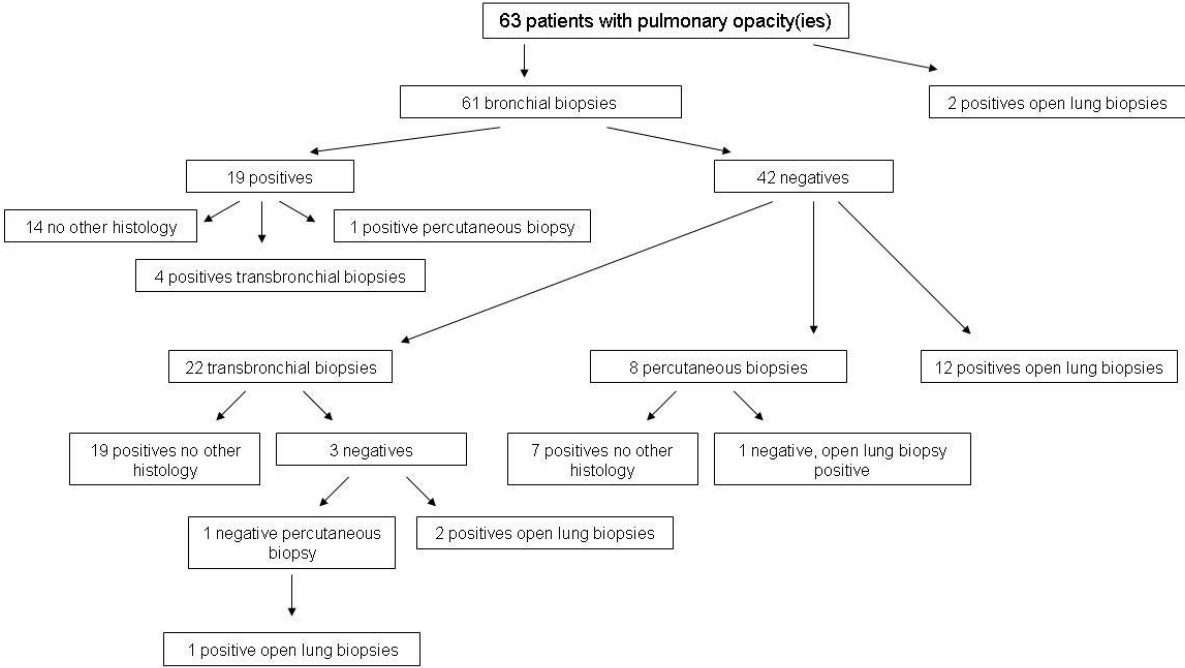 63 patients with pulmonary opacity(ies)
61 bronchial biopsies
2 positives open lung biopsies
19 positives
42 negatives
14 no other histology
1 positive percutaneous biopsy
4 positives transbronchial biopsies
22 transbronchial biopsies
8 percutaneous biopsies
12 positives open lung biopsies
19 positives no other
histology
3 negatives
7 positives no other
histology
1 negative, open lung biopsy
positive
1 negative percutaneous
biopsy
2 positives open lung biopsies
1 positive open lung biopsies